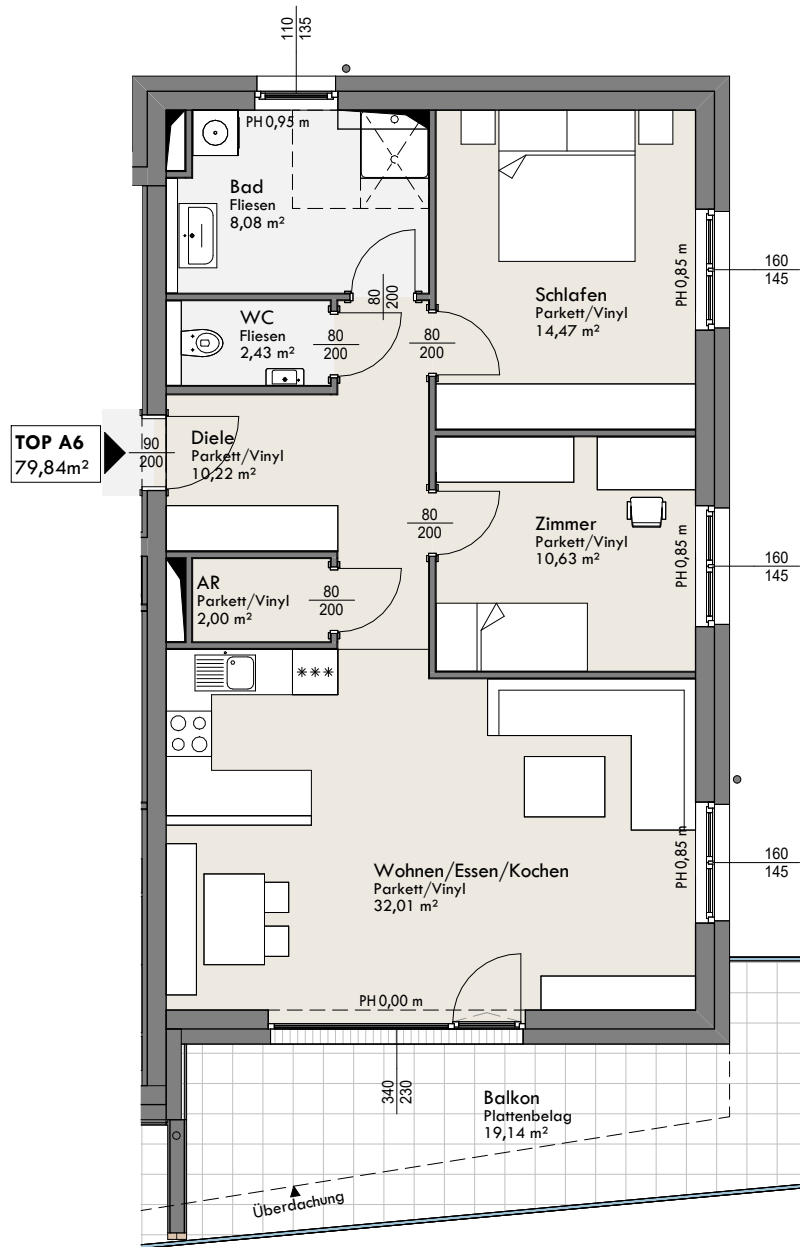 110
135
PH 0,95 m
Bad
Fliesen
8,08 m²
80
200
PH 0,85 m
160
145
Schlafen
Parkett/Vinyl
14,47 m²
WC
Fliesen
2,43 m²
80
200
80
200
TOP A6
79,84m²
90
200
Diele
Parkett/Vinyl
10,22 m²
80
200
Zimmer
Parkett/Vinyl
10,63 m²
PH 0,85 m
160
145
AR
Parkett/Vinyl
2,00 m²
80
200
***
Wohnen/Essen/Kochen
Parkett/Vinyl
32,01 m²
PH 0,85 m
160
145
PH 0,00 m
340
230
Balkon
Plattenbelag
19,14 m²
Überdachung